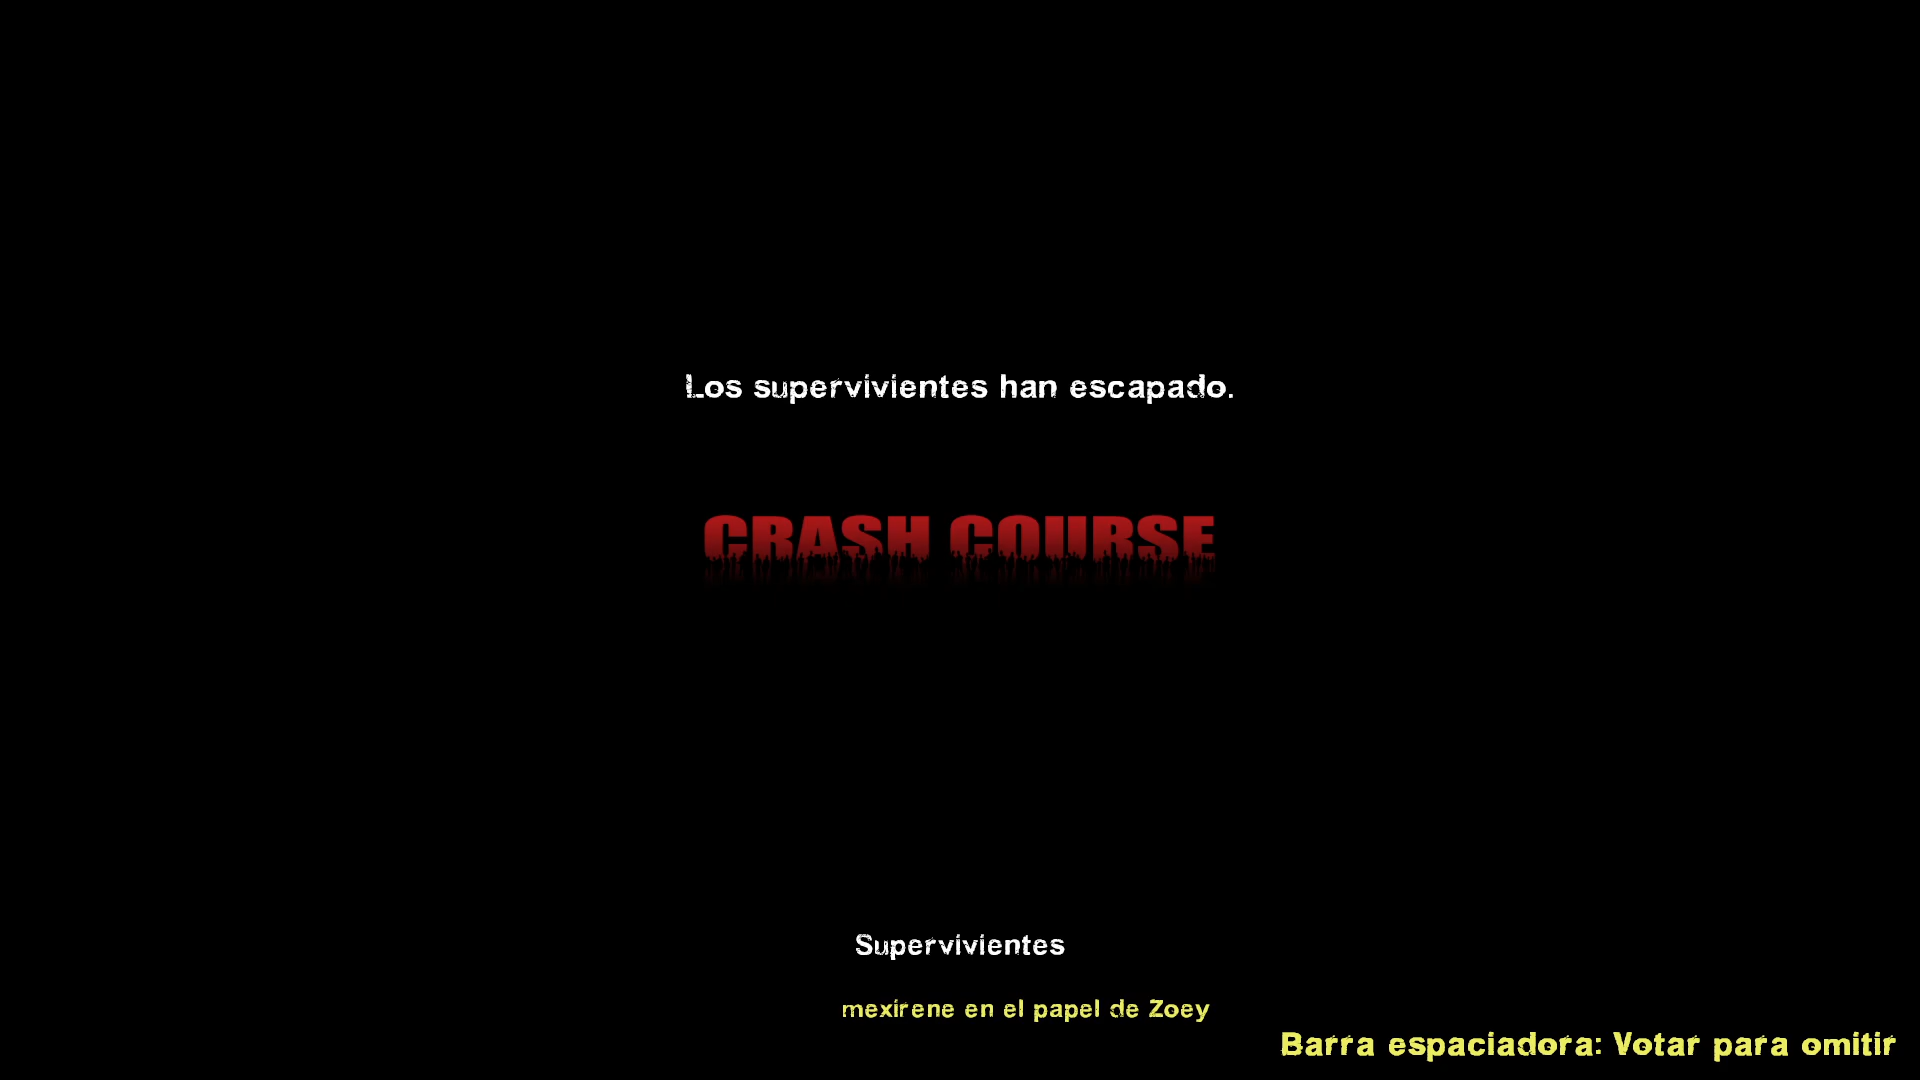 Los supervivientes han escapado.
CRASH COURSE
Supervivientes
mexirene en el papel de Zoey
Barra espaciadora: Votar para omitir